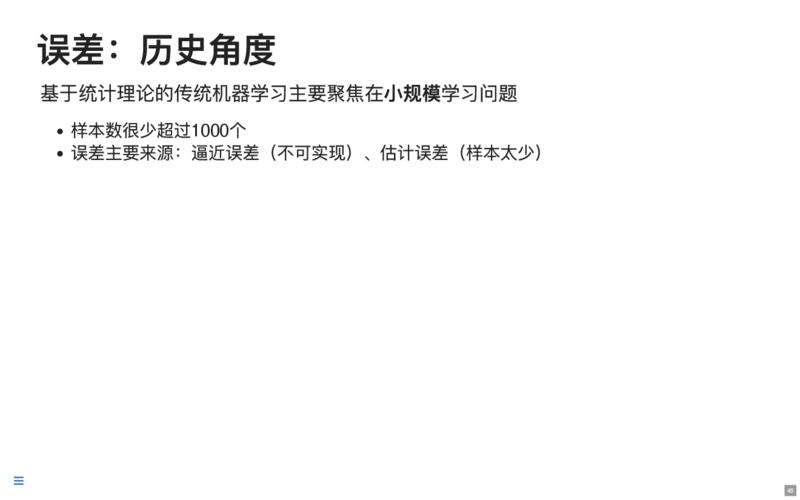 误差：历史角度
基于统计理论的传统机器学习主要聚焦在小规模学习问题
• 样本数很少超过1000个
• 误差主要来源：逼近误差（不可实现）、估计误差（样本太少）
45